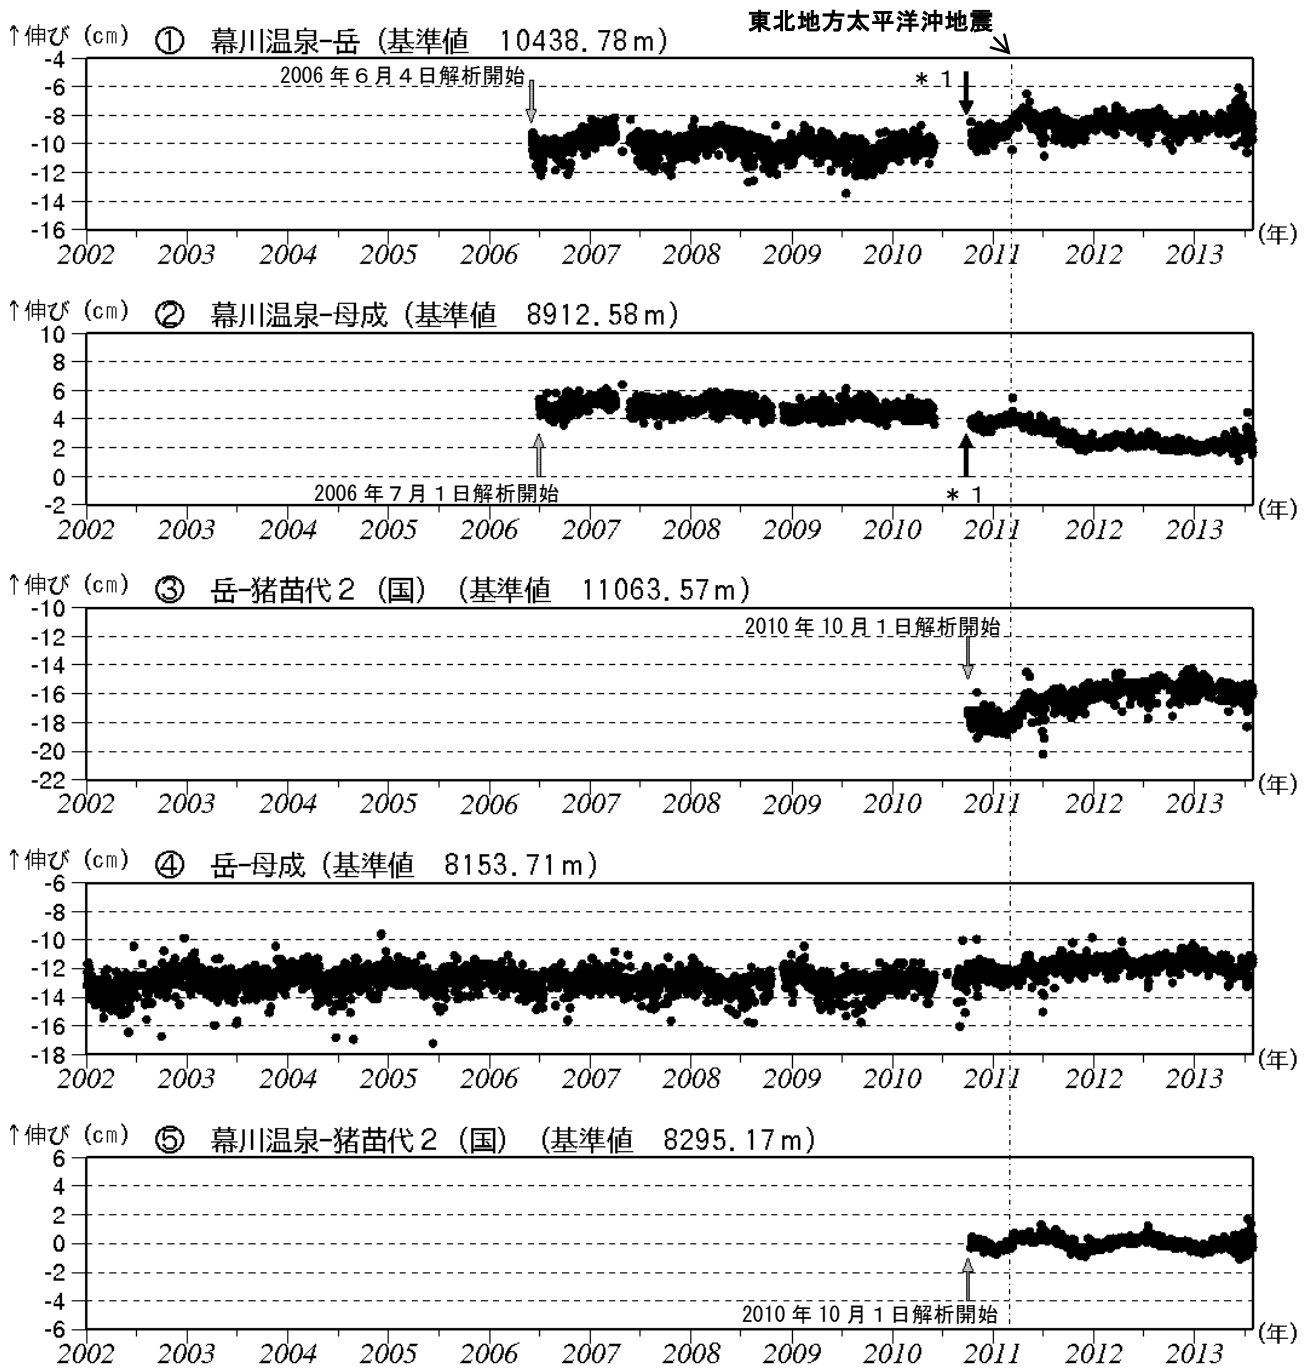 東北地方太平洋沖地震
↑伸び (cm) ① 幕川温泉-岳 (基準値 10438.78m)
2006年6月4日解析開始
* 1
-4
-6
-8
-10
-12
-14
-16
2002 2003 2004 2005 2006 2007 2008 2009 2010 2011 2012 2013 (年)
↑伸び (cm) ② 幕川温泉-母成 (基準値 8912.58m)
10
8
6
4
2
0
-2
2006年7月1日解析開始
* 1
2002 2003 2004 2005 2006 2007 2008 2009 2010 2011 2012 2013 (年)
↑伸び (cm) ③ 岳-猪苗代2 (国) (基準値 11063.57m)
2010年10月1日解析開始
-10
-12
-14
-16
-18
-20
-22
2002 2003 2004 2005 2006 2007 2008 2009 2010 2011 2012 2013 (年)
↑伸び (cm) ④ 岳-母成 (基準値 8153.71m)
-6
-8
-10
-12
-14
-16
-18
2002 2003 2004 2005 2006 2007 2008 2009 2010 2011 2012 2013 (年)
↑伸び (cm) ⑤ 幕川温泉-猪苗代2 (国) (基準値 8295.17m)
6
4
2
0
-2
-4
-6
2010年10月1日解析開始
2002 2003 2004 2005 2006 2007 2008 2009 2010 2011 2012 2013 (年)